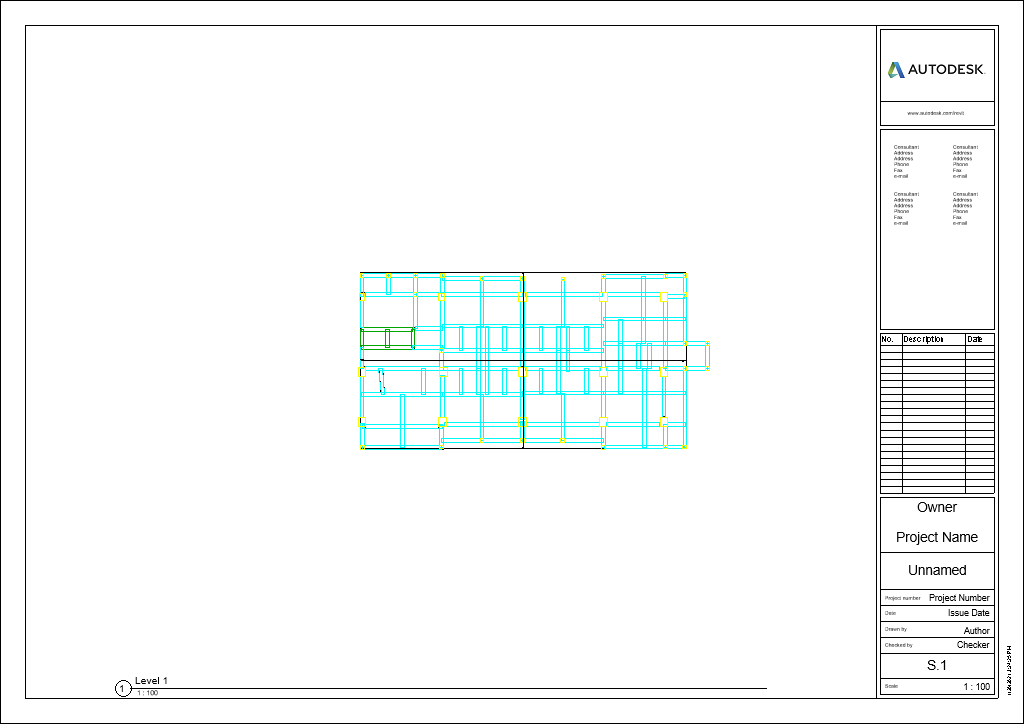 AUTODESK.
www.autodesk.com/revit
Consultant
Address
Address
Phone
Fax
e-mail
Consultant
Address
Address
Phone
Fax
e-mail
Consultant
Address
Address
Phone
Fax
e-mail
Consultant
Address
Address
Phone
Fax
e-mail
No. Description Date
Owner
Project Name
Unnamed
Project number Project Number
Date Issue Date
Drawn by Author
Checked by Checker
S.1
Scale 1 : 100
1 Level 1
1 : 100